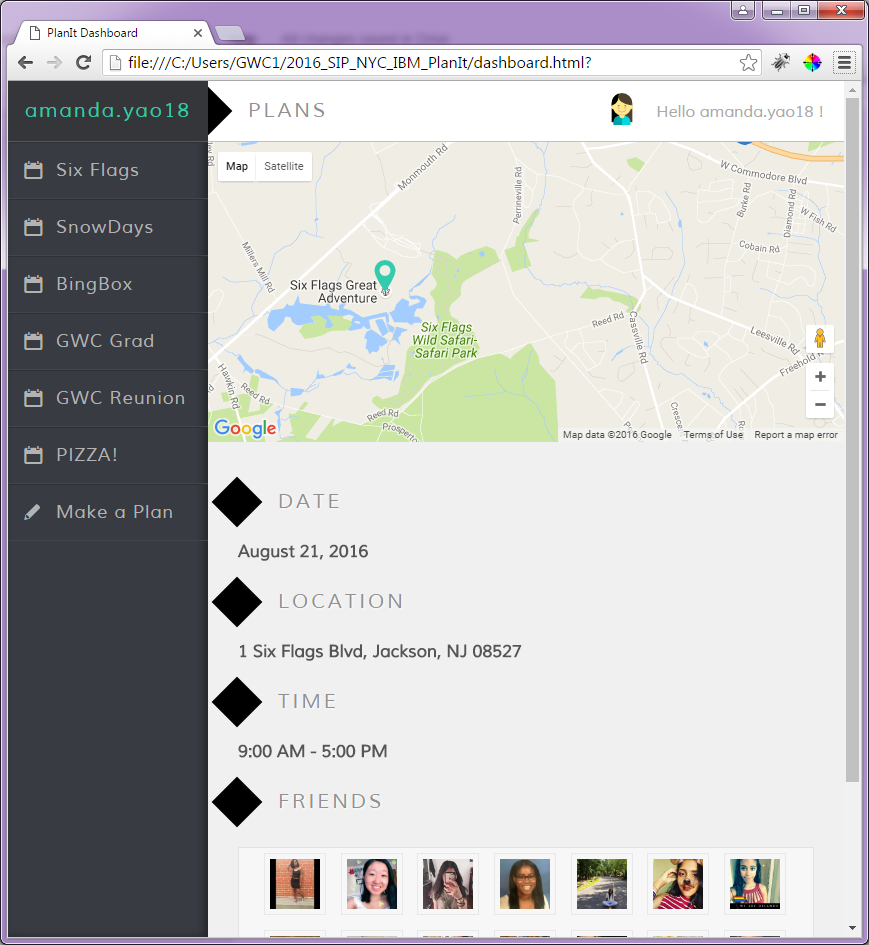 PlanIt Dashboard
file:///C:/Users/GWC1/2016_SIP_NYC_IBM_PlanIt/dashboard.html?
amanda.yao18
PLANS
Hello amanda.yao18 !
Six Flags
SnowDays
BingBox
GWC Grad
GWC Reunion
PIZZA!
Make a Plan
Map
Satellite
Monmouth Rd
Perrineville Rd
W Commodore Blvd
Burke Rd
Diamond Rd
W Fish Rd
Cobain Rd
Millers Mill Rd
Six Flags Great
Adventure
Six Flags
Wild Safari-
Safari Park
Reed Rd
Cassville Rd
Leesville Rd
Freehold
Hawkin Rd
Reed Rd
Reed Rd
Prosper
Cresce
Google
Map data ©2016 Google
Terms of Use
Report a map error
DATE
August 21, 2016
LOCATION
1 Six Flags Blvd, Jackson, NJ 08527
TIME
9:00 AM - 5:00 PM
FRIENDS